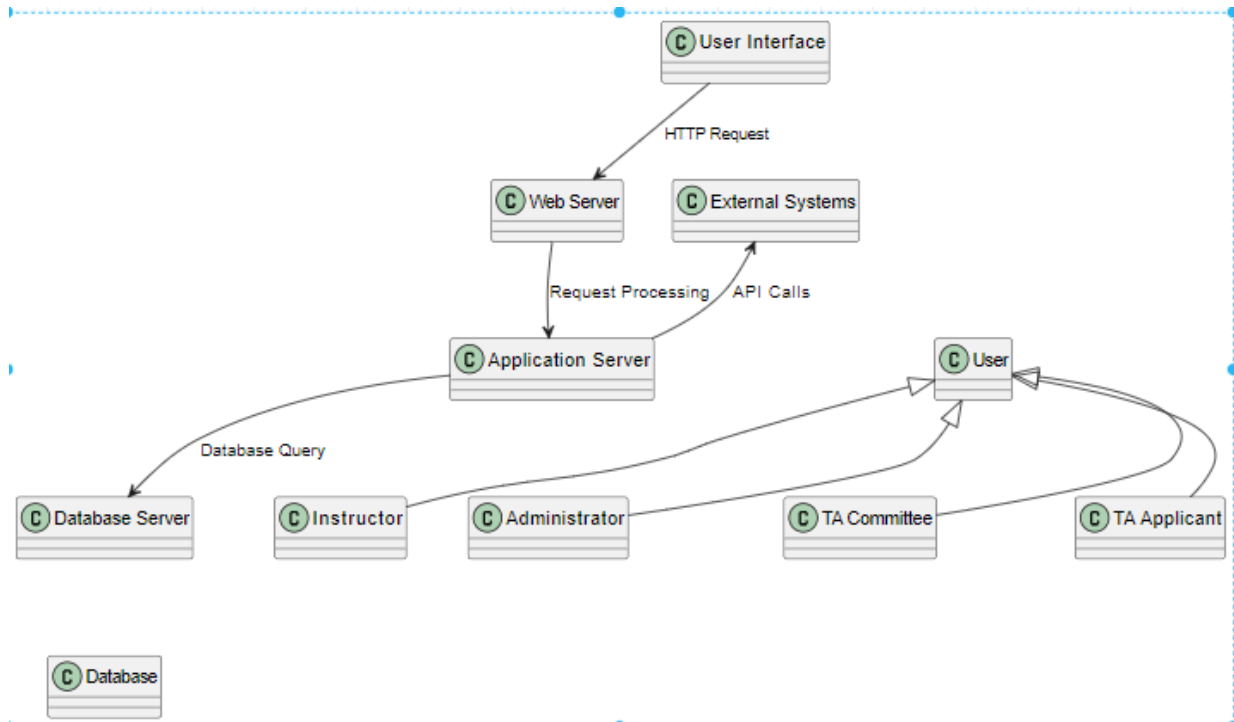 C User Interface
HTTP Request
C Web Server
C External Systems
Request Processing
API Calls
C Application Server
C User
Database Query
C Database Server
C Instructor
C Administrator
C TA Committee
C TA Applicant
C Database